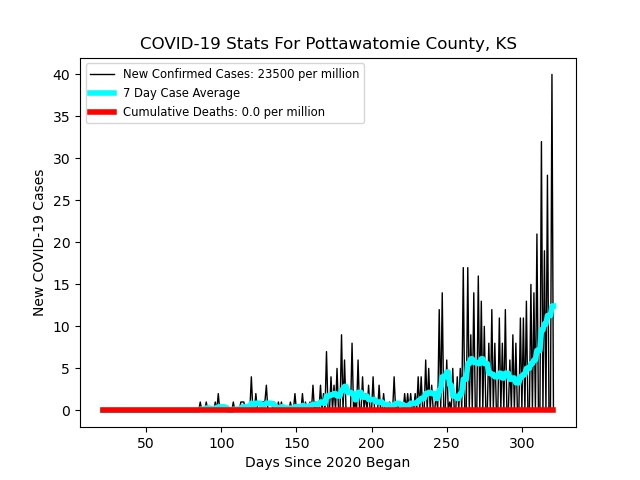 COVID-19 Stats For Pottawatomie County, KS
New Confirmed Cases: 23500 per million
7 Day Case Average
Cumulative Deaths: 0.0 per million
New COVID-19 Cases
40
35
30
25
20
15
10
5
0
50 100 150 200 250 300
Days Since 2020 Began